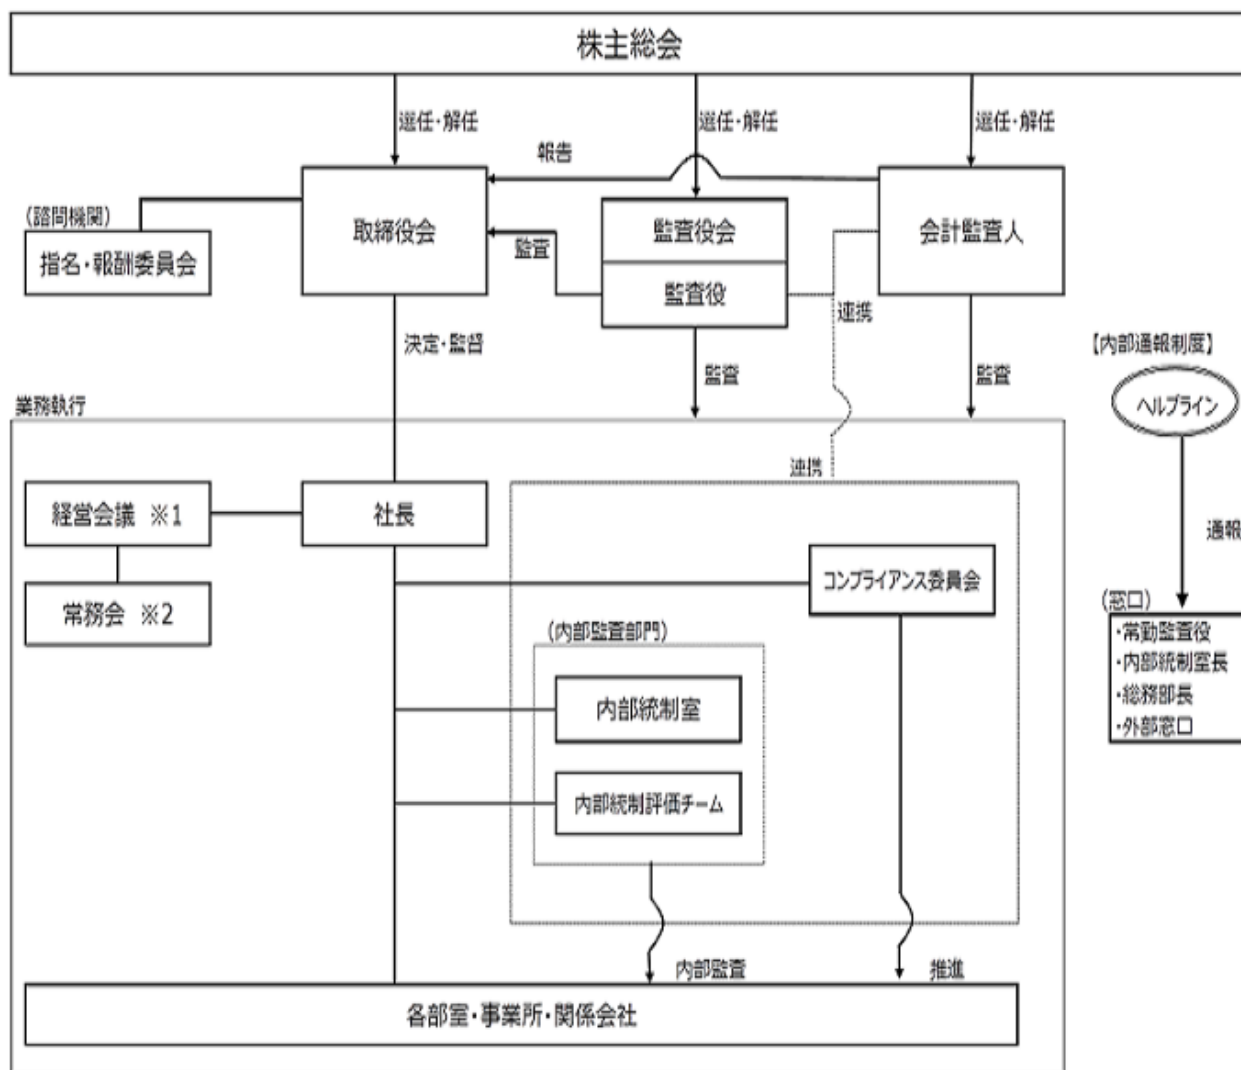 株主総会
選任・解任
選任・解任
選任・解任
報告
取締役会
監査役会
監査役
会計監査人
(諮問機関)
指名・報酬委員会
監査
連携
決定・監督
監査
監査
【内部通報制度】
ヘルプライン
業務執行
連携
経営会議 ※1
社長
常務会 ※2
コンプライアンス委員会
通報
(窓口)
・常勤監査役
・内部統制室長
・総務部長
・外部窓口
(内部監査部門)
内部統制室
内部統制評価チーム
内部監査
推進
各部室・事業所・関係会社